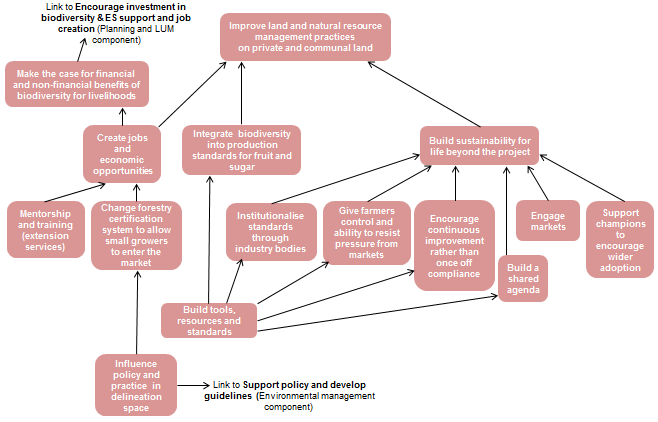 Link to Encourage investment in
biodiversity & ES support and job
creation (Planning and LUM
component)
Improve land and natural resource
management practices
on private and communal land
Make the case for financial
and non-financial benefits of
biodiversity for livelihoods
Create jobs
and
economic
opportunities
Integrate biodiversity
into production
standards for fruit and
sugar
Build sustainability for
life beyond the project
Mentorship
and training
(extension
services)
Change forestry
certification
system to allow
small growers
to enter the
market
Institutionalise
standards
through
industry bodies
Give farmers
control and
ability to resist
pressure from
markets
Encourage
continuous
improvement
rather than
once off
compliance
Engage
markets
Support
champions
to
encourage
wider
adoption
Build a
shared
agenda
Build tools,
resources and
standards
Influence
policy and
practice in
delineation
space
Link to Support policy and develop
guidelines (Environmental management
component)